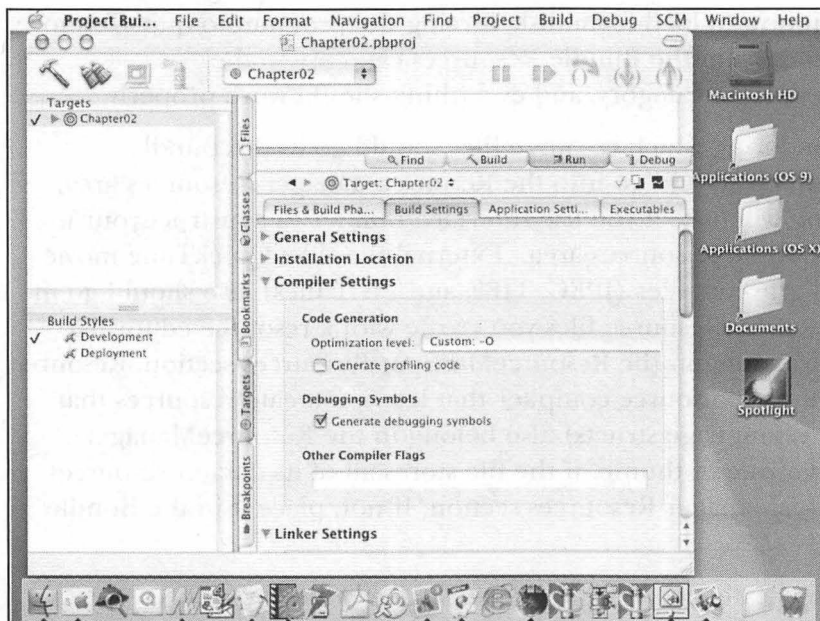 Project Bui... File Edit Format Navigation Find Project Build Debug SCM Window Help
Chapter02.pbproj
Chapter02
Targets
Chapter02
Files
Classes
Bookmarks
Targets
Breakpoints
Find Build Run Debug
Target: Chapter02
Files & Build Pha... Build Settings Application Setti... Executables
General Settings
Installation Location
Compiler Settings
Code Generation
Optimization level: Custom: -O
Generate profiling code
Debugging Symbols
Generate debugging symbols
Other Compiler Flags
Linker Settings
Build Styles
Development
Deployment
Macintosh HD
Applications (OS 9)
Applications (OS X)
Documents
Spotlight